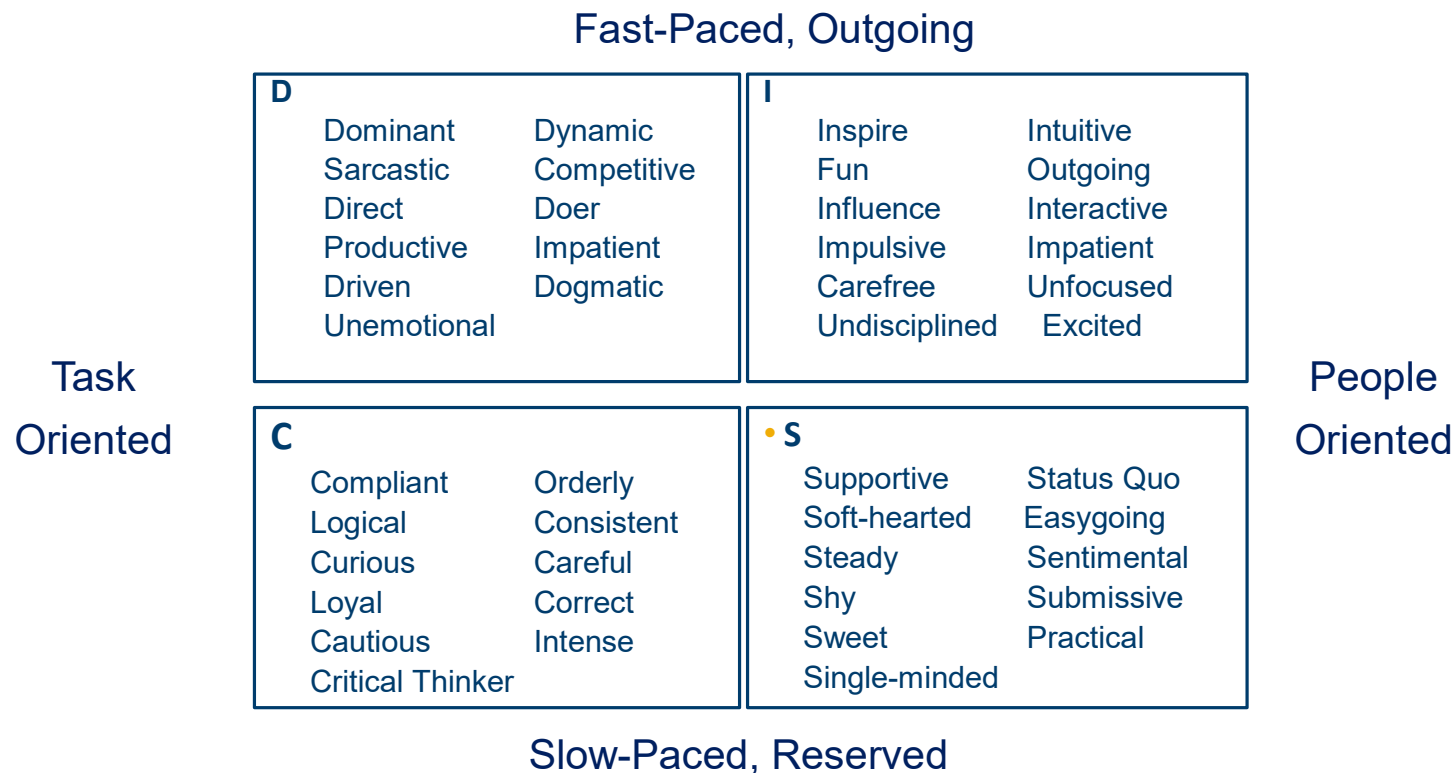 Fast-Paced, Outgoing
D
Dominant Dynamic
Sarcastic Competitive
Direct Doer
Productive Impatient
Driven Dogmatic
Unemotional
I
Inspire Intuitive
Fun Outgoing
Influence Interactive
Impulsive Impatient
Carefree Unfocused
Undisciplined Excited
Task
Oriented
People
Oriented
C
Compliant Orderly
Logical Consistent
Curious Careful
Loyal Correct
Cautious Intense
Critical Thinker
• S
Supportive Status Quo
Soft-hearted Easygoing
Steady Sentimental
Shy Submissive
Sweet Practical
Single-minded
Slow-Paced, Reserved